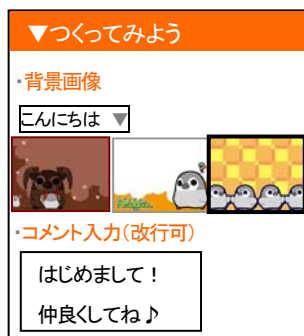 ▼つくってみよう
・背景画像
こんにちは ▼
・コメント入力（改行可）
はじめまして！
仲良くしてね♪